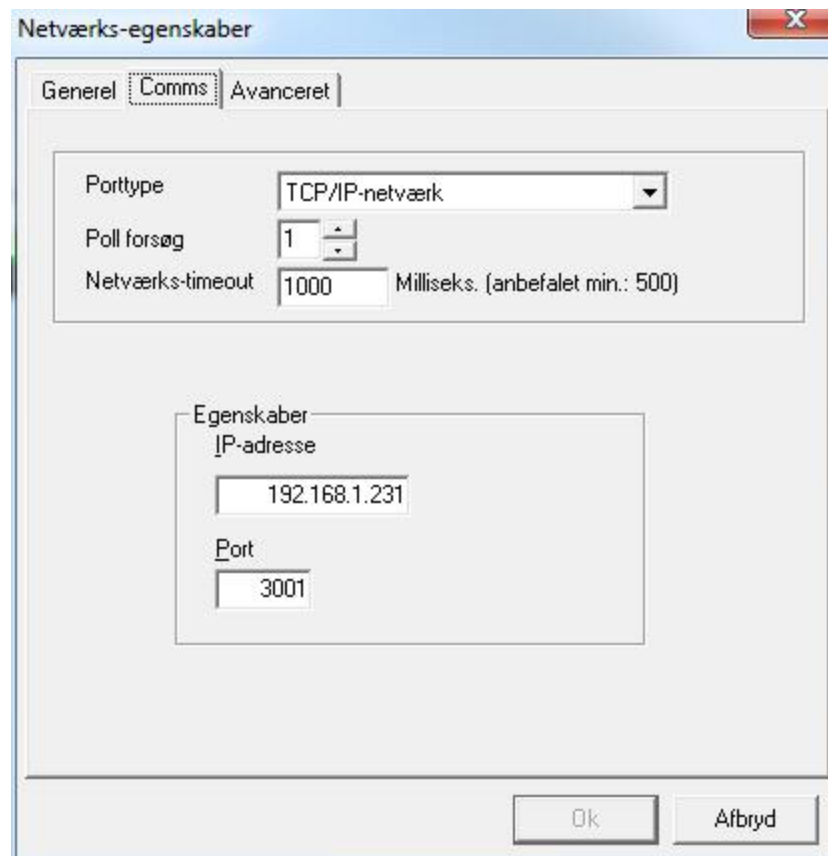 Netværks-egenskaber
Generel Comms Avanceret
Porttype TCP/IP-netværk
Poll forsøg 1
Netværks-timeout 1000 Milliseks. (anbefalet min.: 500)
Egenskaber
IP-adresse
192.168.1.231
Port
3001
Ok Afbryd